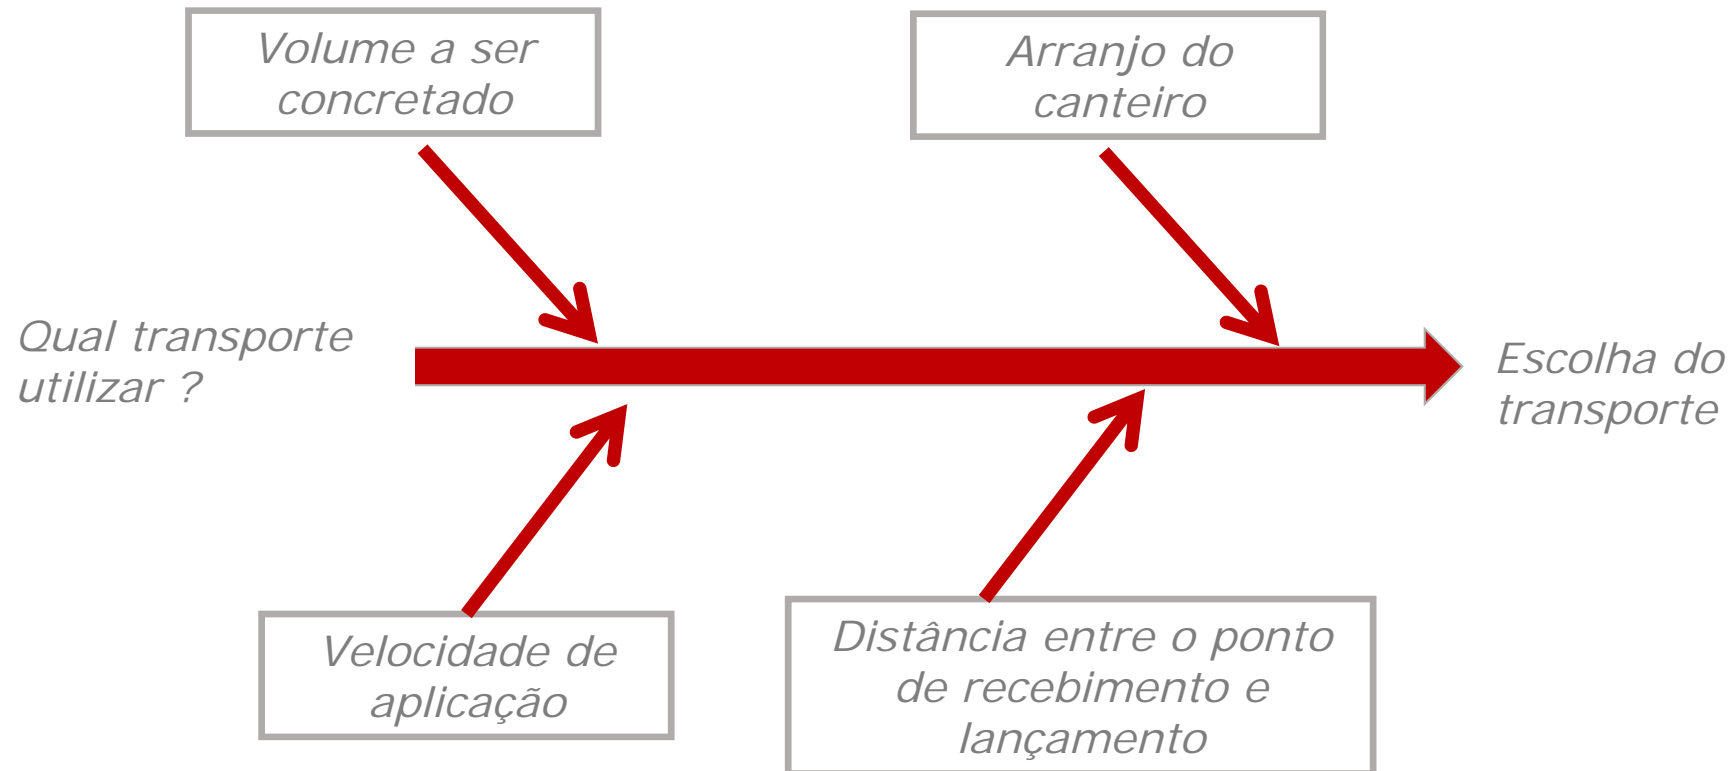 Volume a ser
concretado
Arranjo do
canteiro
Qual transporte
utilizar ?
Escolha do
transporte
Velocidade de
aplicação
Distância entre o ponto
de recebimento e
lançamento